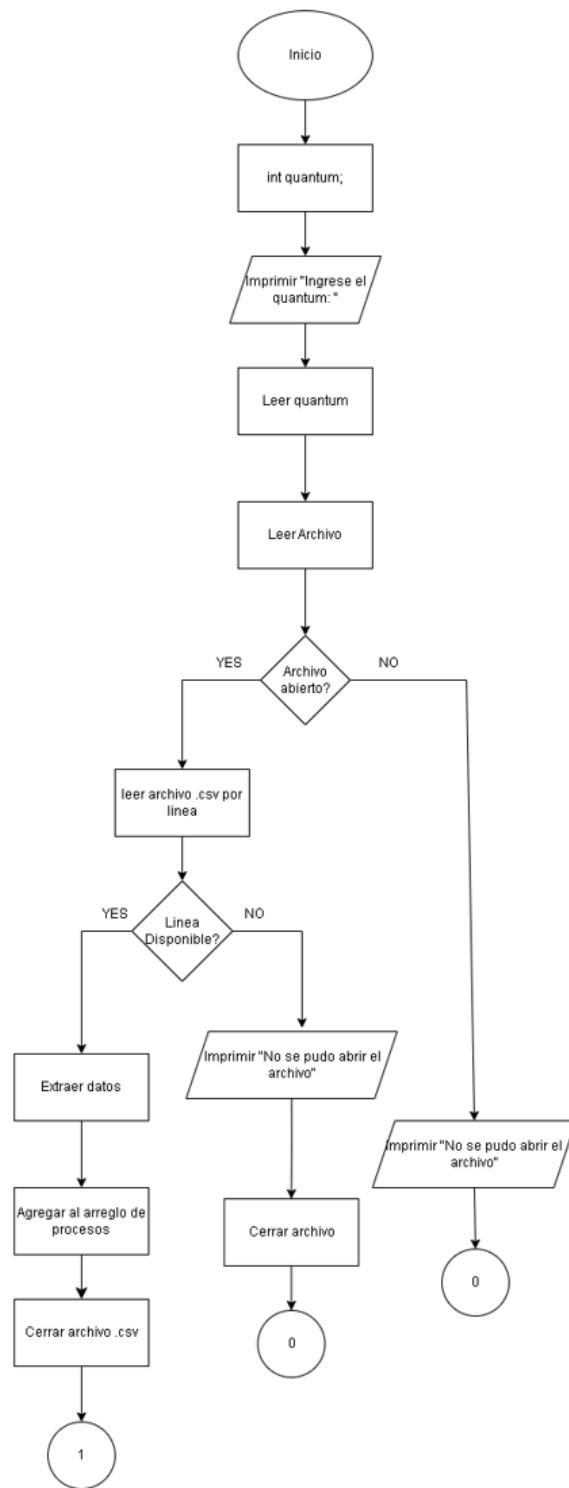 Inicio
int quantum;
Imprimir "Ingrese el
quantum: "
Leer quantum
Leer Archivo
Archivo
abierto?
YES
NO
leer archivo .csv por
linea
Linea
Disponible?
YES
NO
Extraer datos
Imprimir "No se pudo abrir el
archivo"
Imprimir "No se pudo abrir el
archivo"
Agregar al arreglo de
procesos
Cerrar archivo
Cerrar archivo .csv
0
0
1